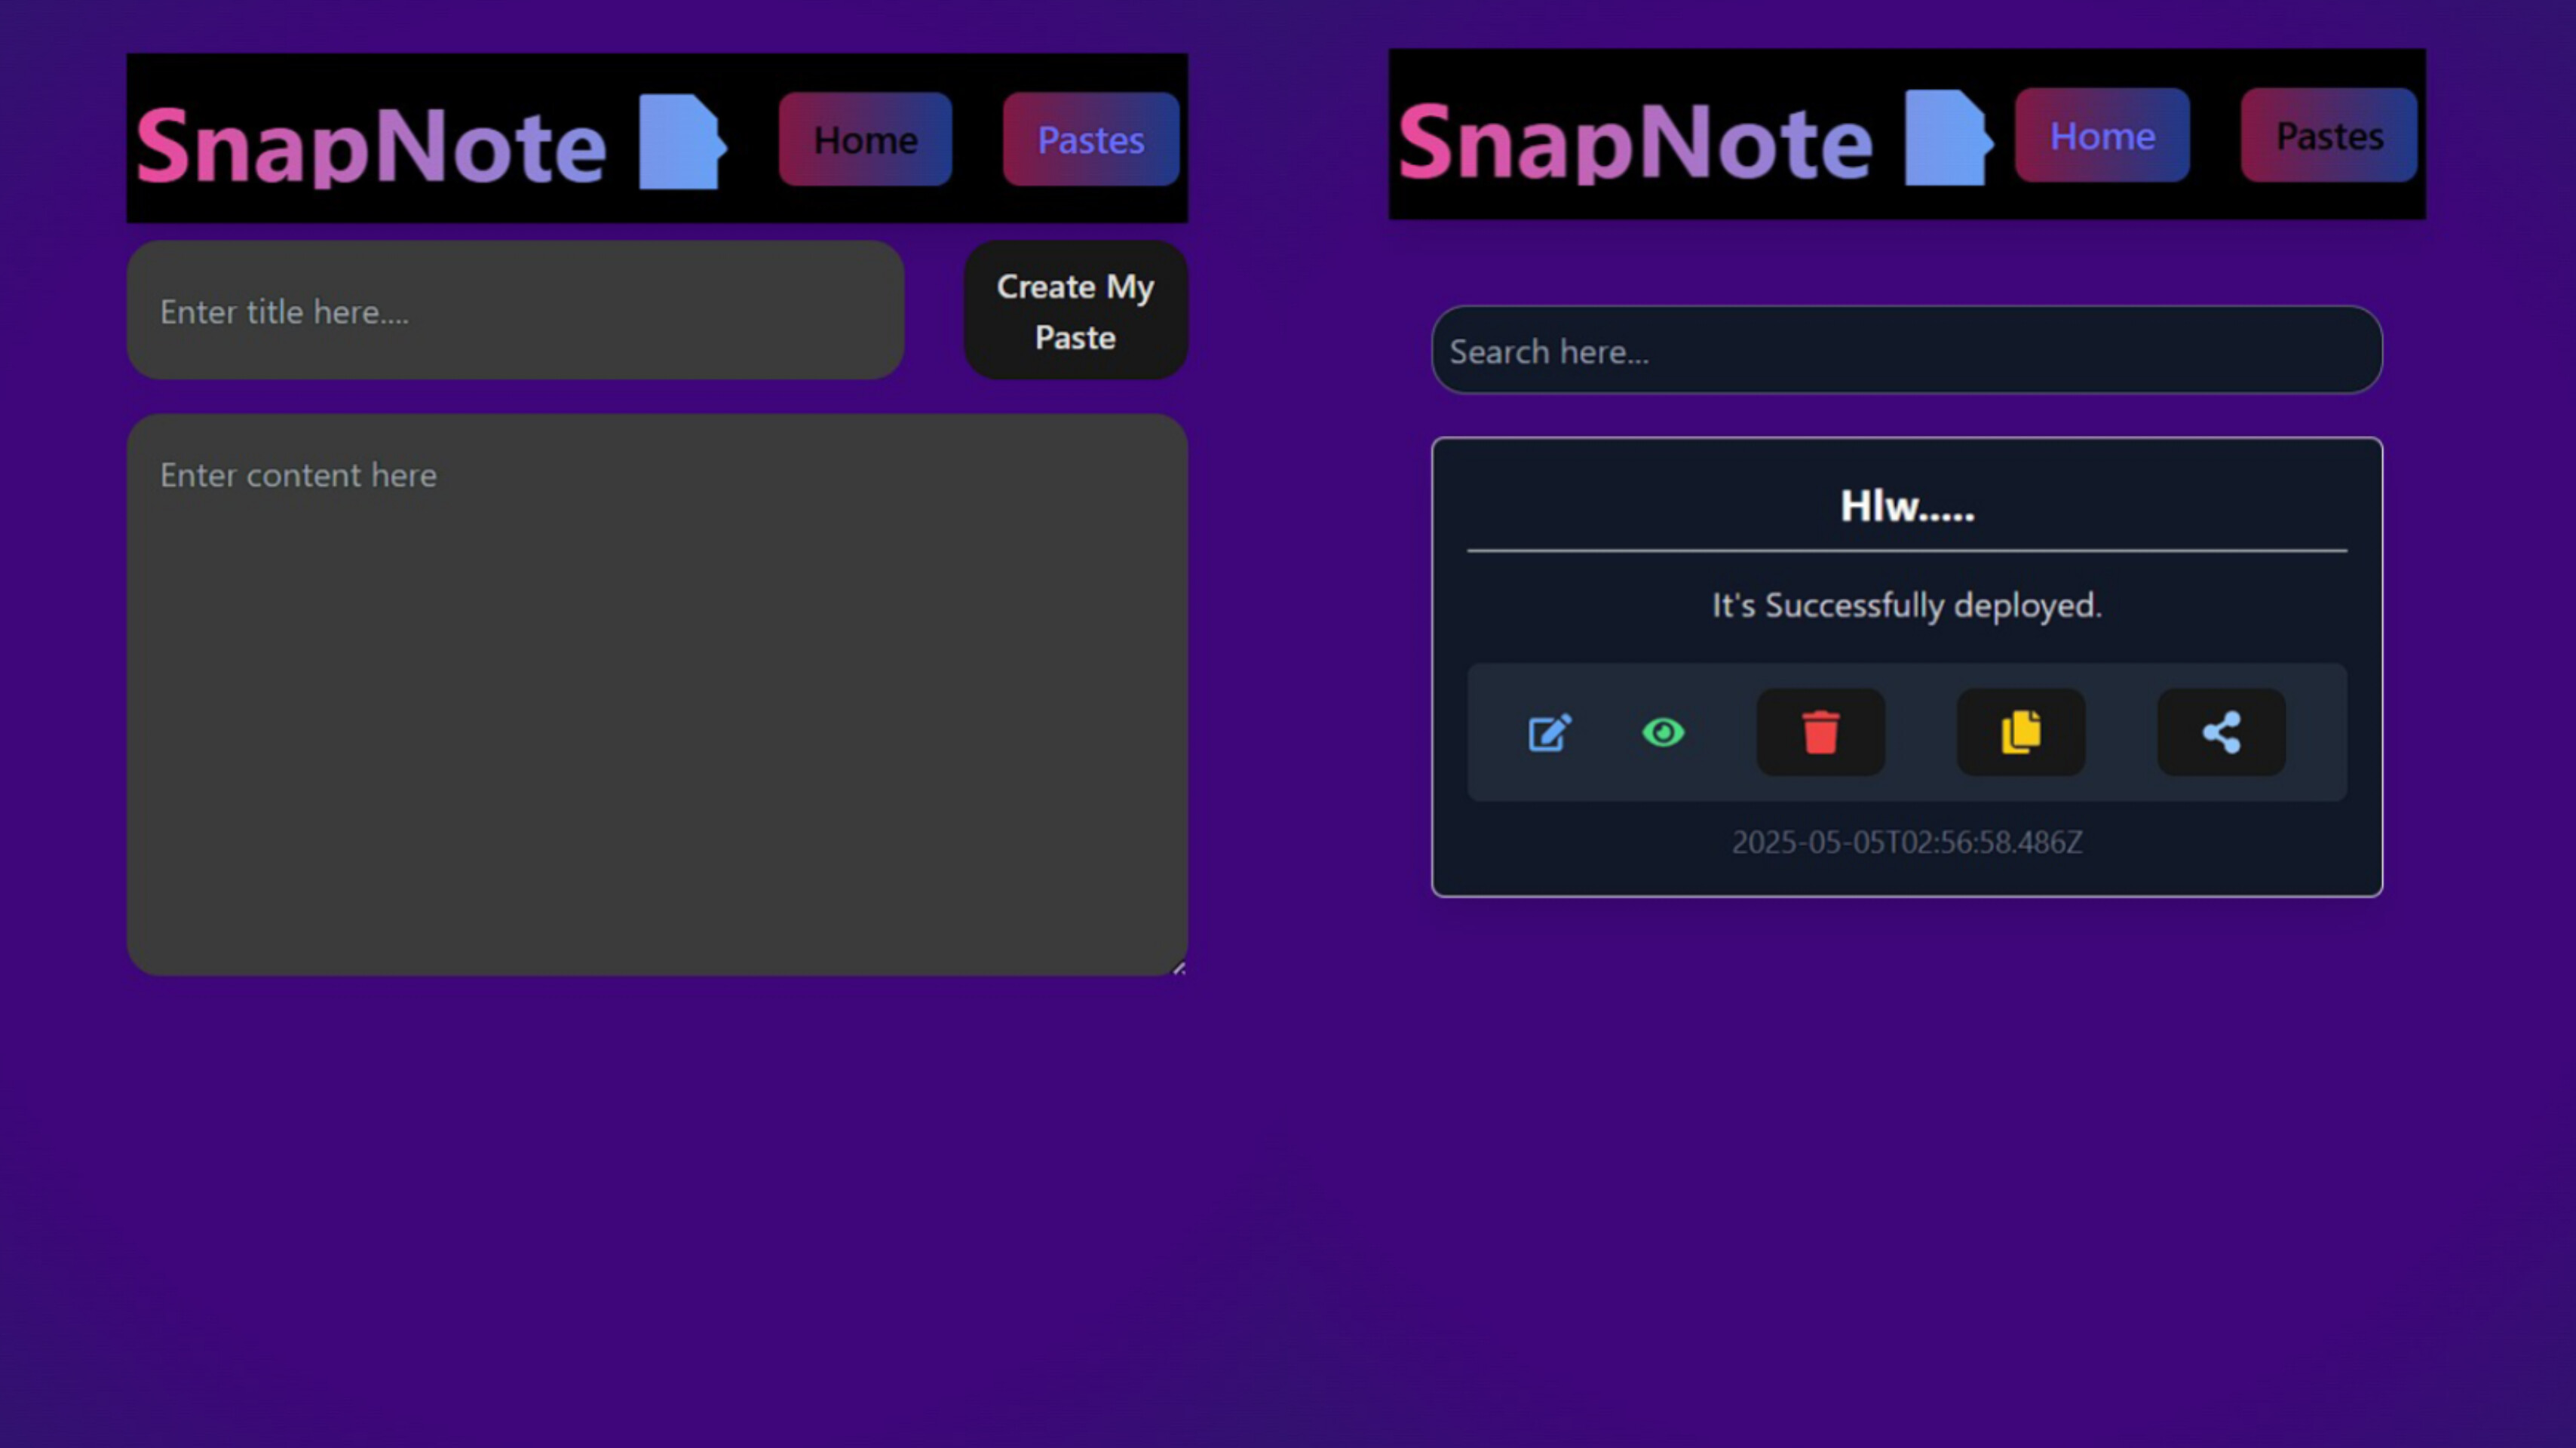 SnapNote
Home
Pastes
Enter title here....
Create My
Paste
Enter content here
SnapNote
Home
Pastes
Search here...
Hlw.....
It's Successfully deployed.
2025-05-05T02:56:58.486Z